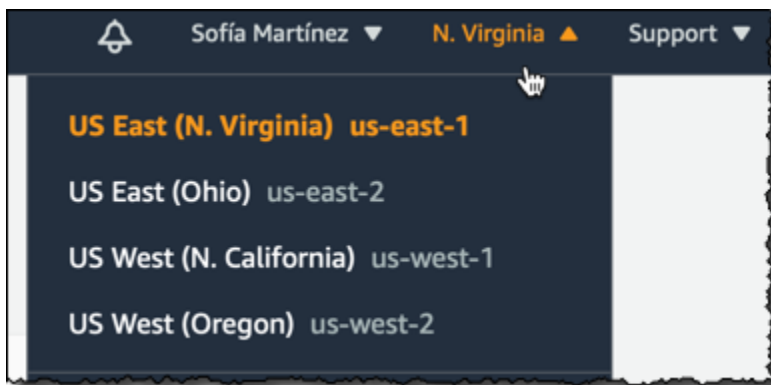 Sofía Martínez ▼ N. Virginia ▲ Support ▼
US East (N. Virginia) us-east-1
US East (Ohio) us-east-2
US West (N. California) us-west-1
US West (Oregon) us-west-2